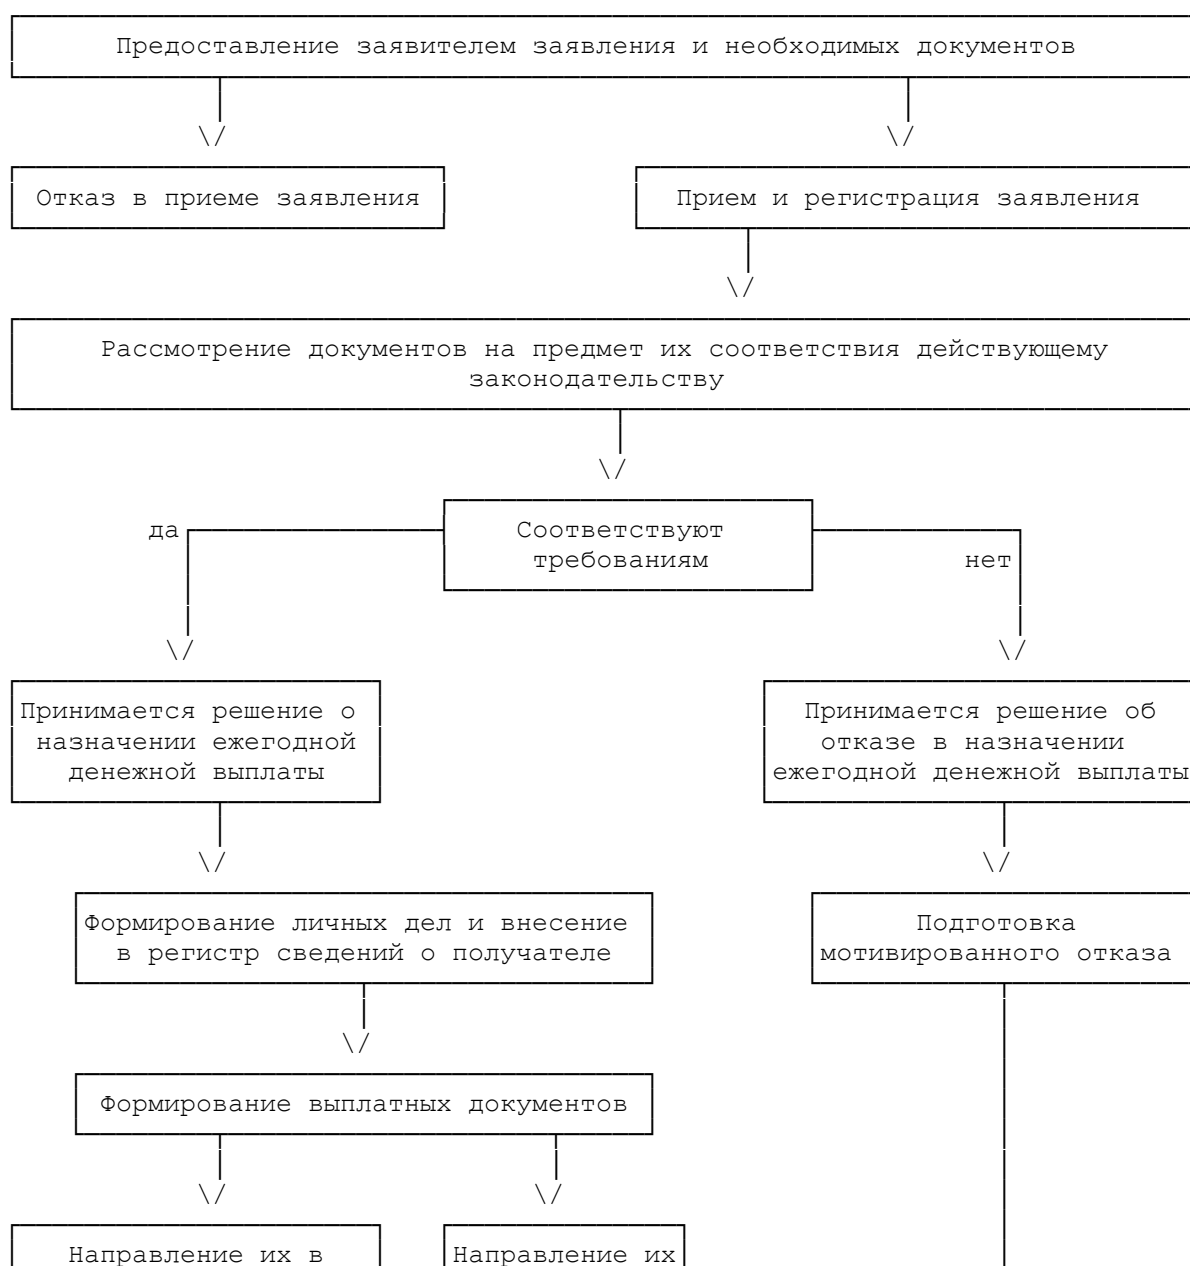 Предоставление заявителем заявления и необходимых документов
Отказ в приеме заявления
Прием и регистрация заявления
Рассмотрение документов на предмет их соответствия действующему
законодательству
да
Соответствуют
требованиям
нет
Принимается решение о
назначении ежегодной
денежной выплаты
Принимается решение об
отказе в назначении
ежегодной денежной выплаты
Формирование личных дел и внесение
в регистр сведений о получателе
Подготовка
мотивированного отказа
Формирование выплатных документов
Направление их в
Направление их